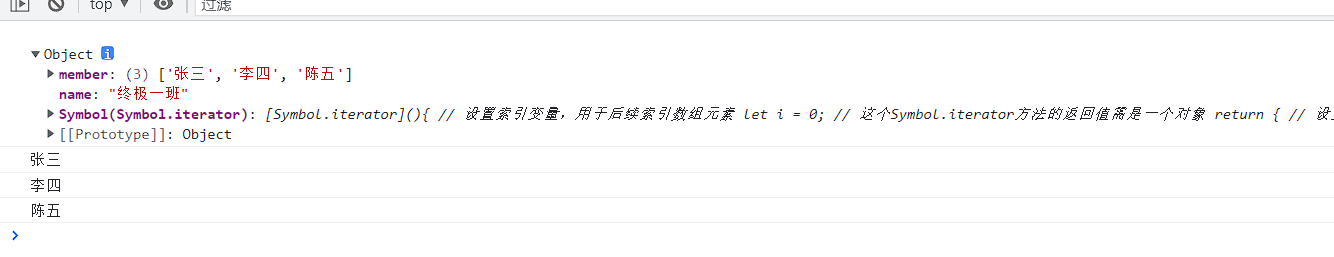 top 过滤
Object
member: (3) ['张三', '李四', '陈五']
name: "终极一班"
Symbol(Symbol.iterator): [Symbol.iterator](){ // 设置索引变量，用于后续索引数组元素 let i = 0; // 这个Symbol.iterator方法的返回值需是一个对象 return { // 设
[[Prototype]]: Object
张三
李四
陈五